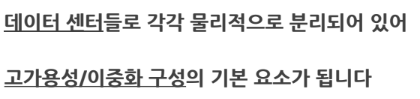 데이터 센터들로 각각 물리적으로 분리되어 있어
고가용성/이중화 구성의 기본 요소가 됩니다